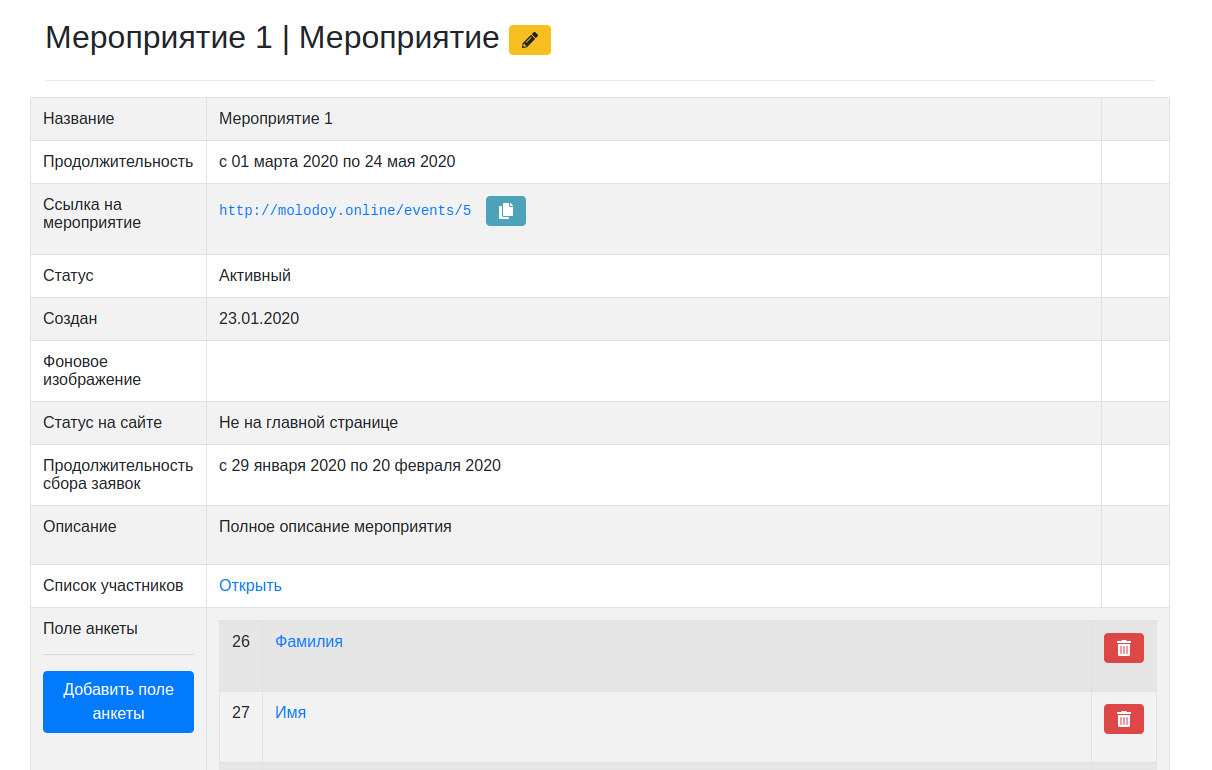 Мероприятие 1 | Мероприятие
Название
Мероприятие 1
Продолжительность
с 01 марта 2020 по 24 мая 2020
Ссылка на
мероприятие
http://molodoy.online/events/5
Статус
Активный
Создан
23.01.2020
Фоновое
изображение
Статус на сайте
Не на главной странице
Продолжительность
сбора заявок
с 29 января 2020 по 20 февраля 2020
Описание
Полное описание мероприятия
Список участников
Открыть
Поле анкеты
Добавить поле
анкеты
26
Фамилия
27
Имя